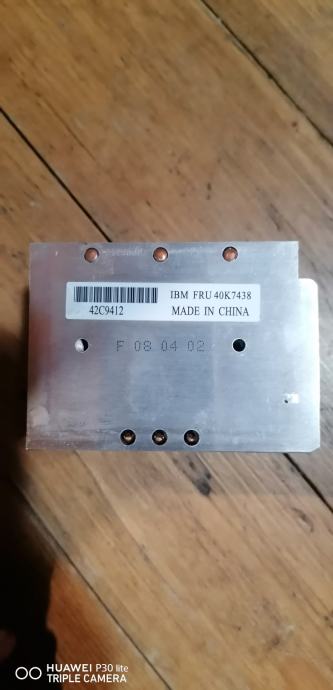 IBM FRU 40K7438
42C9412 MADE IN CHINA
F 08 04 02
HUAWEI P30 lite
TRIPLE CAMERA